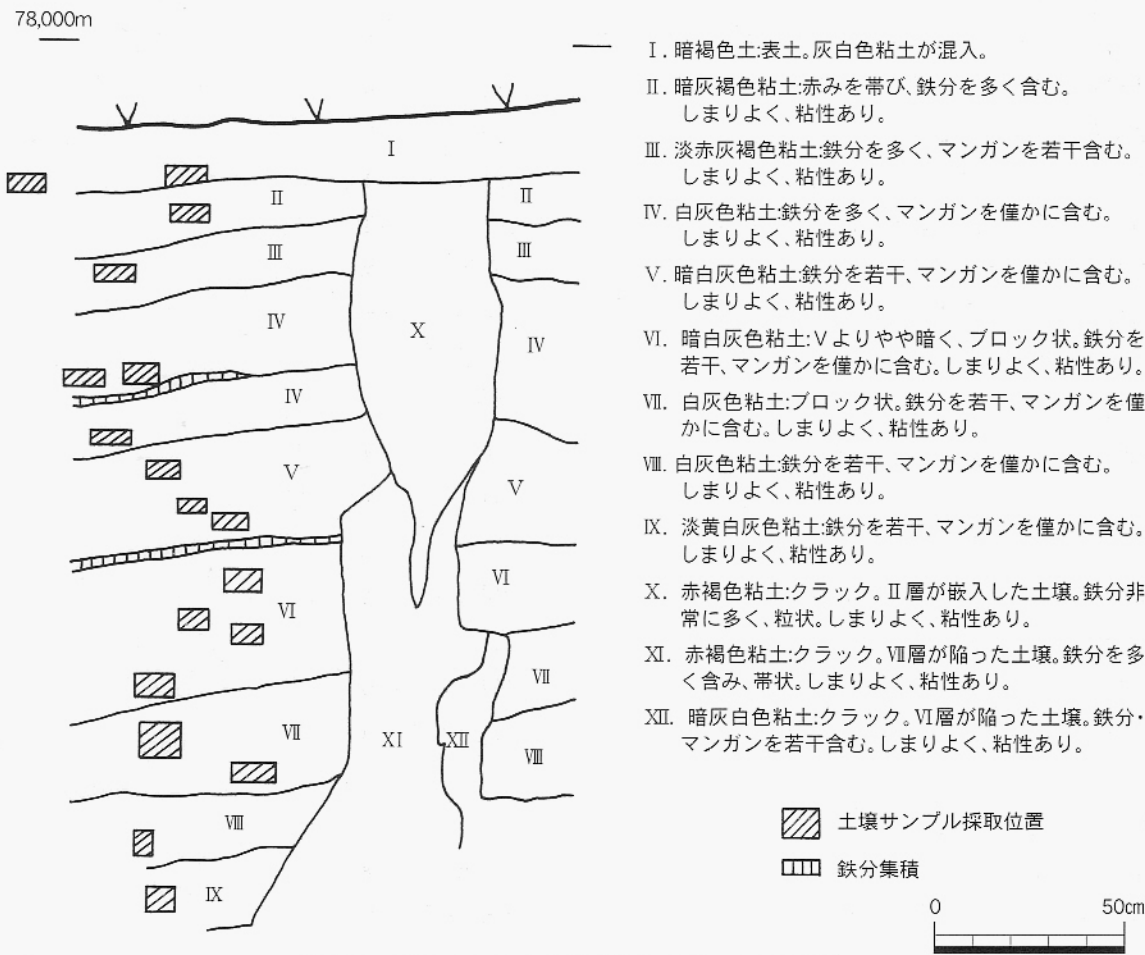 78,000m
Ⅰ. 暗褐色土:表土。灰白色粘土が混入。
Ⅱ. 暗灰褐色粘土:赤みを帯び、鉄分を多く含む。
しまりよく、粘性あり。
Ⅲ. 淡赤灰褐色粘土:鉄分を多く、マンガンを若干含む。
しまりよく、粘性あり。
Ⅳ. 白灰色粘土:鉄分を多く、マンガンを僅かに含む。
しまりよく、粘性あり。
Ⅴ. 暗白灰色粘土:鉄分を若干、マンガンを僅かに含む。
しまりよく、粘性あり。
Ⅵ. 暗白灰色粘土:Ⅴよりやや暗く、ブロック状。鉄分を
若干、マンガンを僅かに含む。しまりよく、粘性あり。
Ⅶ. 白灰色粘土:ブロック状。鉄分を若干、マンガンを僅
かに含む。しまりよく、粘性あり。
Ⅷ. 白灰色粘土:鉄分を若干、マンガンを僅かに含む。
しまりよく、粘性あり。
Ⅸ. 淡黄白灰色粘土:鉄分を若干、マンガンを僅かに含む。
しまりよく、粘性あり。
Ⅹ. 赤褐色粘土:クラック。Ⅱ層が嵌入した土壌。鉄分非
常に多く、粒状。しまりよく、粘性あり。
Ⅺ. 赤褐色粘土:クラック。Ⅶ層が陥った土壌。鉄分を多
く含み、帯状。しまりよく、粘性あり。
Ⅻ. 暗灰白色粘土:クラック。Ⅵ層が陥った土壌。鉄分・
マンガンを若干含む。しまりよく、粘性あり。
Ⅰ
Ⅱ
Ⅱ
Ⅲ
Ⅲ
Ⅳ
Ⅹ
Ⅳ
Ⅳ
Ⅴ
Ⅴ
Ⅵ
Ⅵ
Ⅶ
Ⅶ
Ⅺ
Ⅻ
Ⅷ
Ⅷ
Ⅸ
土壌サンプル採取位置
鉄分集積
0 50cm